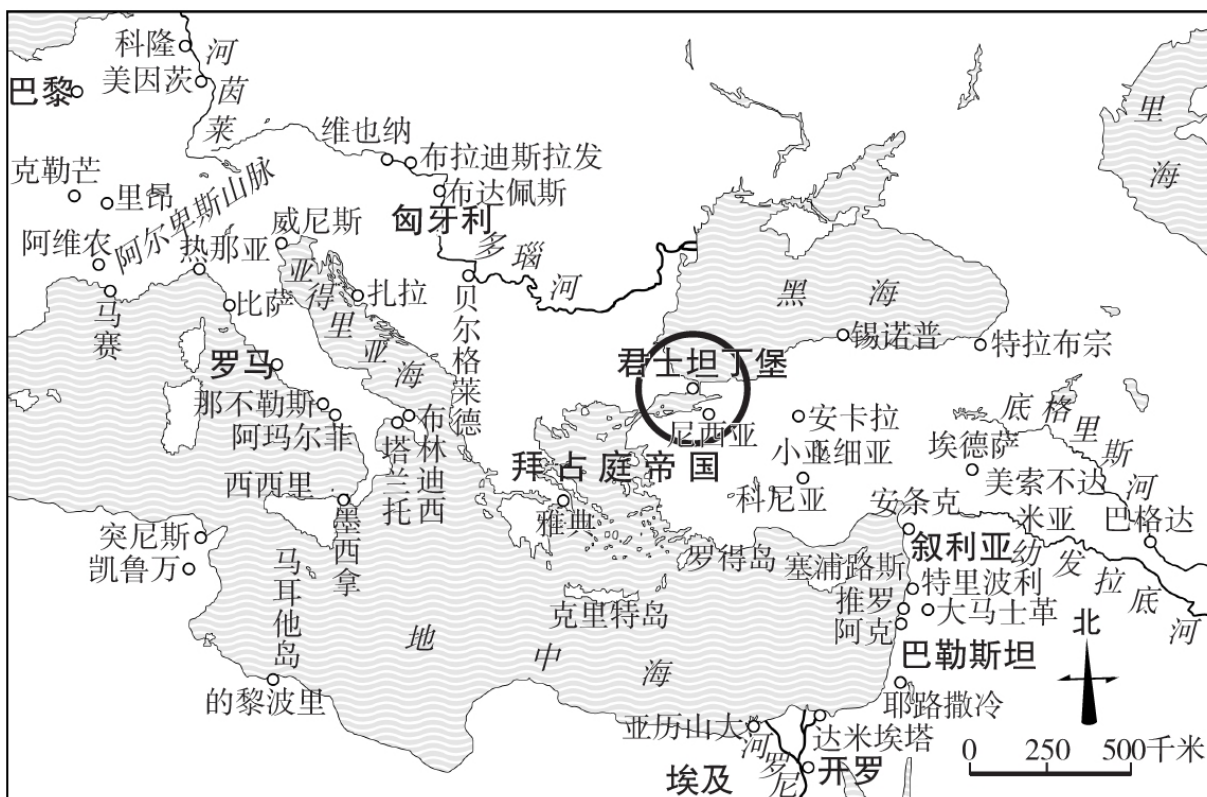 科隆
美因茨
巴黎
莱茵河
维也纳
布拉迪斯拉发
布达佩斯
匈牙利
克勒芒
里昂
阿尔卑斯山脉
阿维农
热那亚
威尼斯
马赛
比萨
亚得里亚海
扎拉
多瑙河
贝尔格莱德
里海
黑海
锡诺普
特拉布宗
君士坦丁堡
尼西亚
罗马
那不勒斯
阿玛尔菲
布林迪西
塔兰托
拜占庭帝国
安卡拉
小亚细亚
科尼亚
底格里斯河
埃德萨
美索不达米亚
巴格达
西西里
墨西拿
雅典
罗得岛
安条克
叙利亚
幼发拉底河
突尼斯
凯鲁万
马耳他岛
克里特岛
塞浦路斯
特里波利
推罗
大马士革
阿克
地中海
巴勒斯坦
北
的黎波里
耶路撒冷
亚历山大
达米埃塔
尼罗河
埃及
开罗
0 250 500千米